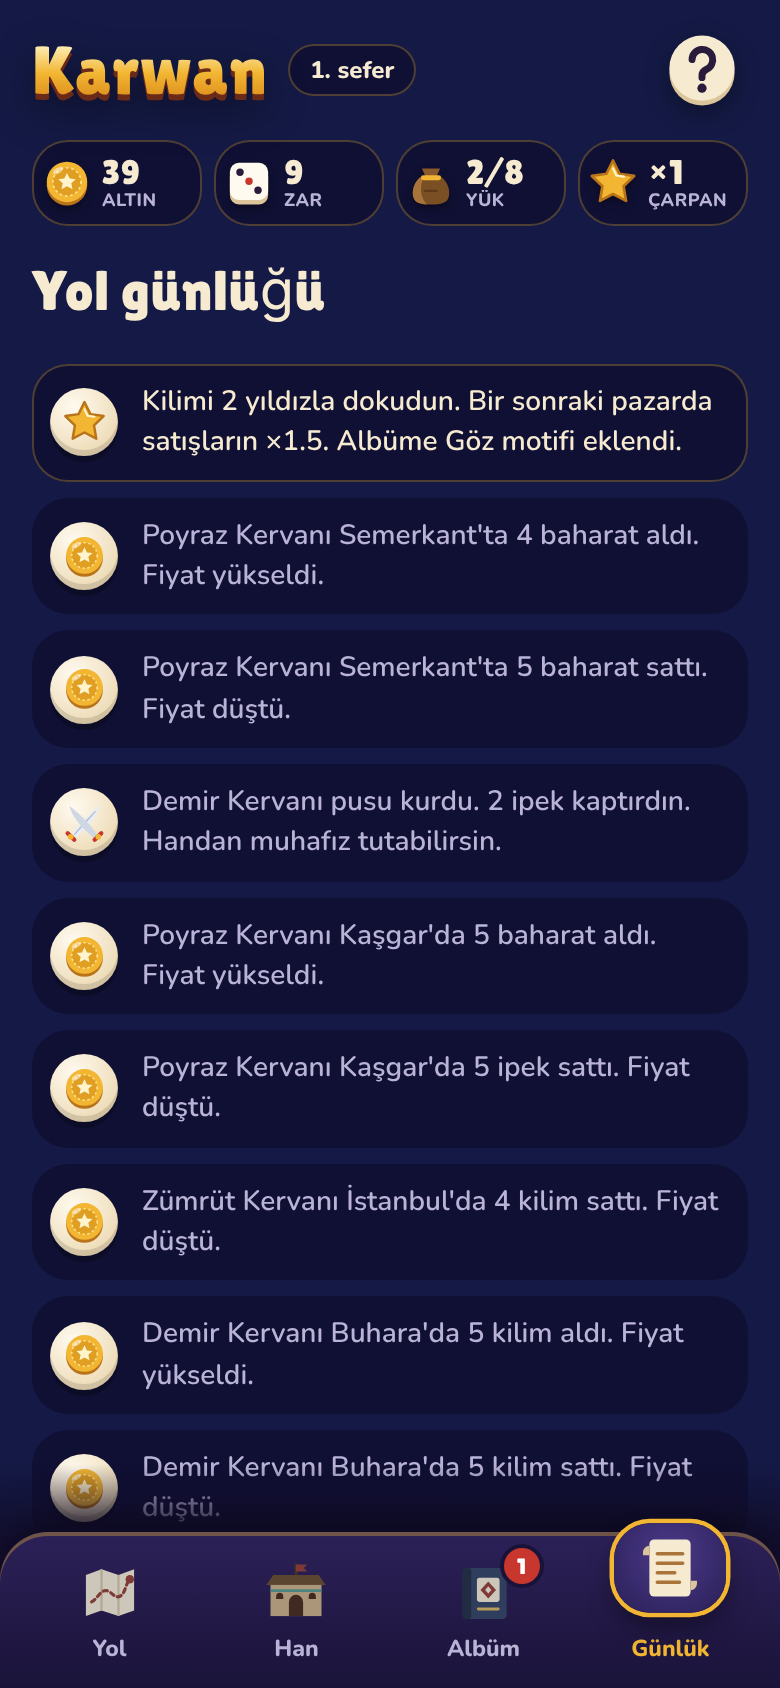 Karwan
1. sefer
?
39
ALTIN
9
ZAR
2/8
YÜK
×1
ÇARPAN
Yol günlüğü
Kilimi 2 yıldızla dokudun. Bir sonraki pazarda
satışların ×1.5. Albüme Göz motifi eklendi.
Poyraz Kervanı Semerkant'ta 4 baharat aldı.
Fiyat yükseldi.
Poyraz Kervanı Semerkant'ta 5 baharat sattı.
Fiyat düştü.
Demir Kervanı pusu kurdu. 2 ipek kaptırdın.
Handan muhafız tutabilirsin.
Poyraz Kervanı Kaşgar'da 5 baharat aldı.
Fiyat yükseldi.
Poyraz Kervanı Kaşgar'da 5 ipek sattı. Fiyat
düştü.
Zümrüt Kervanı İstanbul'da 4 kilim sattı. Fiyat
düştü.
Demir Kervanı Buhara'da 5 kilim aldı. Fiyat
yükseldi.
Demir Kervanı Buhara'da 5 kilim sattı. Fiyat
düştü.
1
Yol
Han
Albüm
Günlük